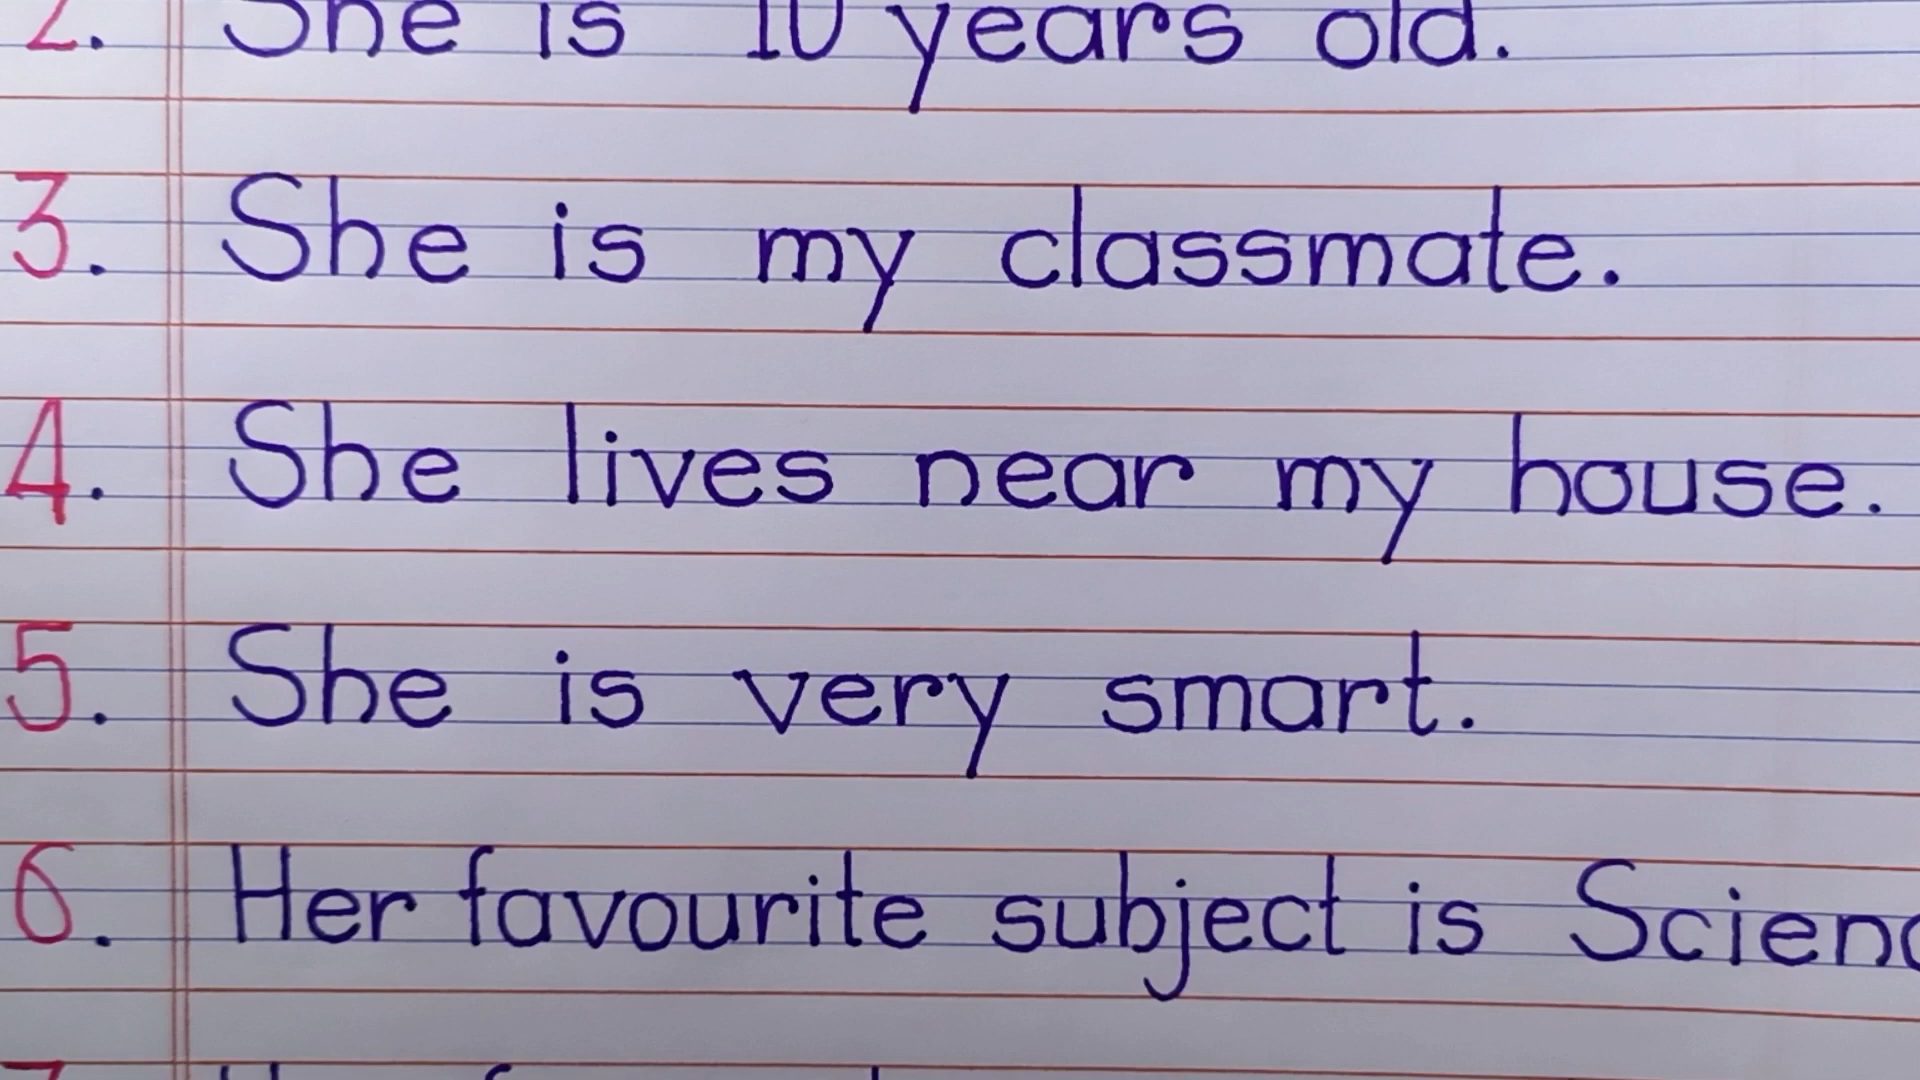 2. She is 10 years old.
3. She is my classmate.
4. She lives near my house.
5. She is very smart.
6. Her favourite subject is Scienc